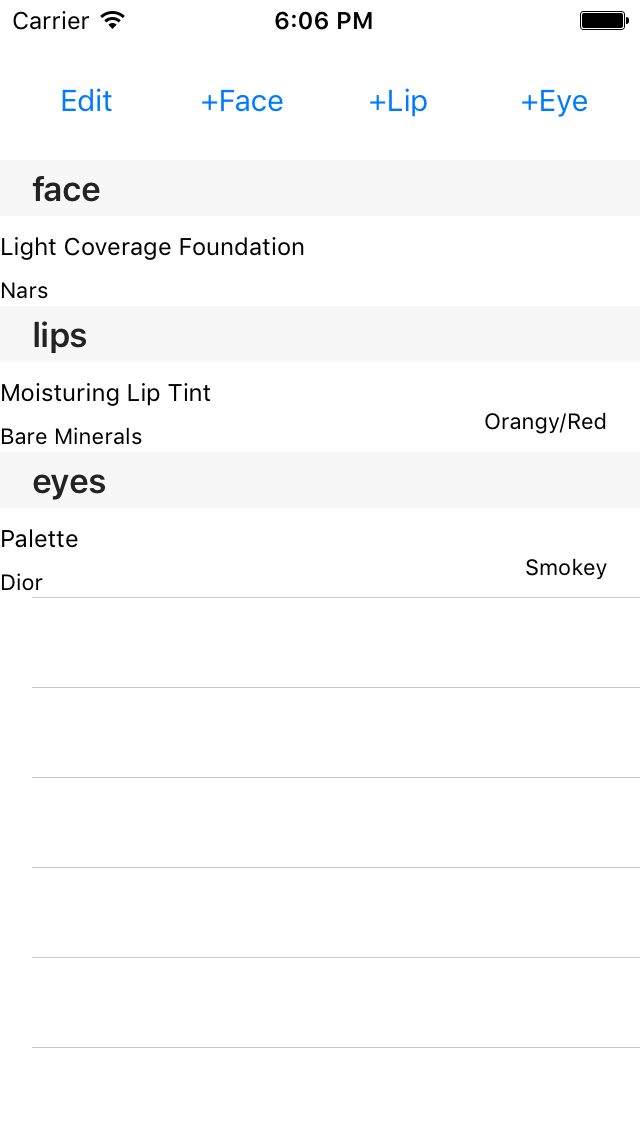 Carrier 6:06 PM
Edit +Face +Lip +Eye
face
Light Coverage Foundation
Nars
lips
Moisturing Lip Tint
Orangy/Red
Bare Minerals
eyes
Palette
Smokey
Dior